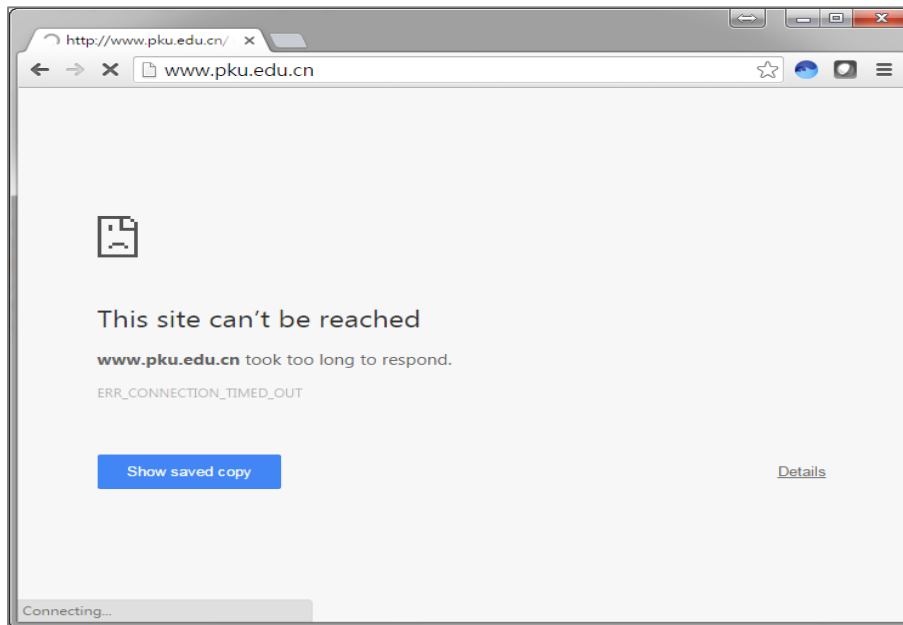 http://www.pku.edu.cn/
www.pku.edu.cn
This site can't be reached
www.pku.edu.cn took too long to respond.
ERR_CONNECTION_TIMED_OUT
Show saved copy
Details
Connecting...